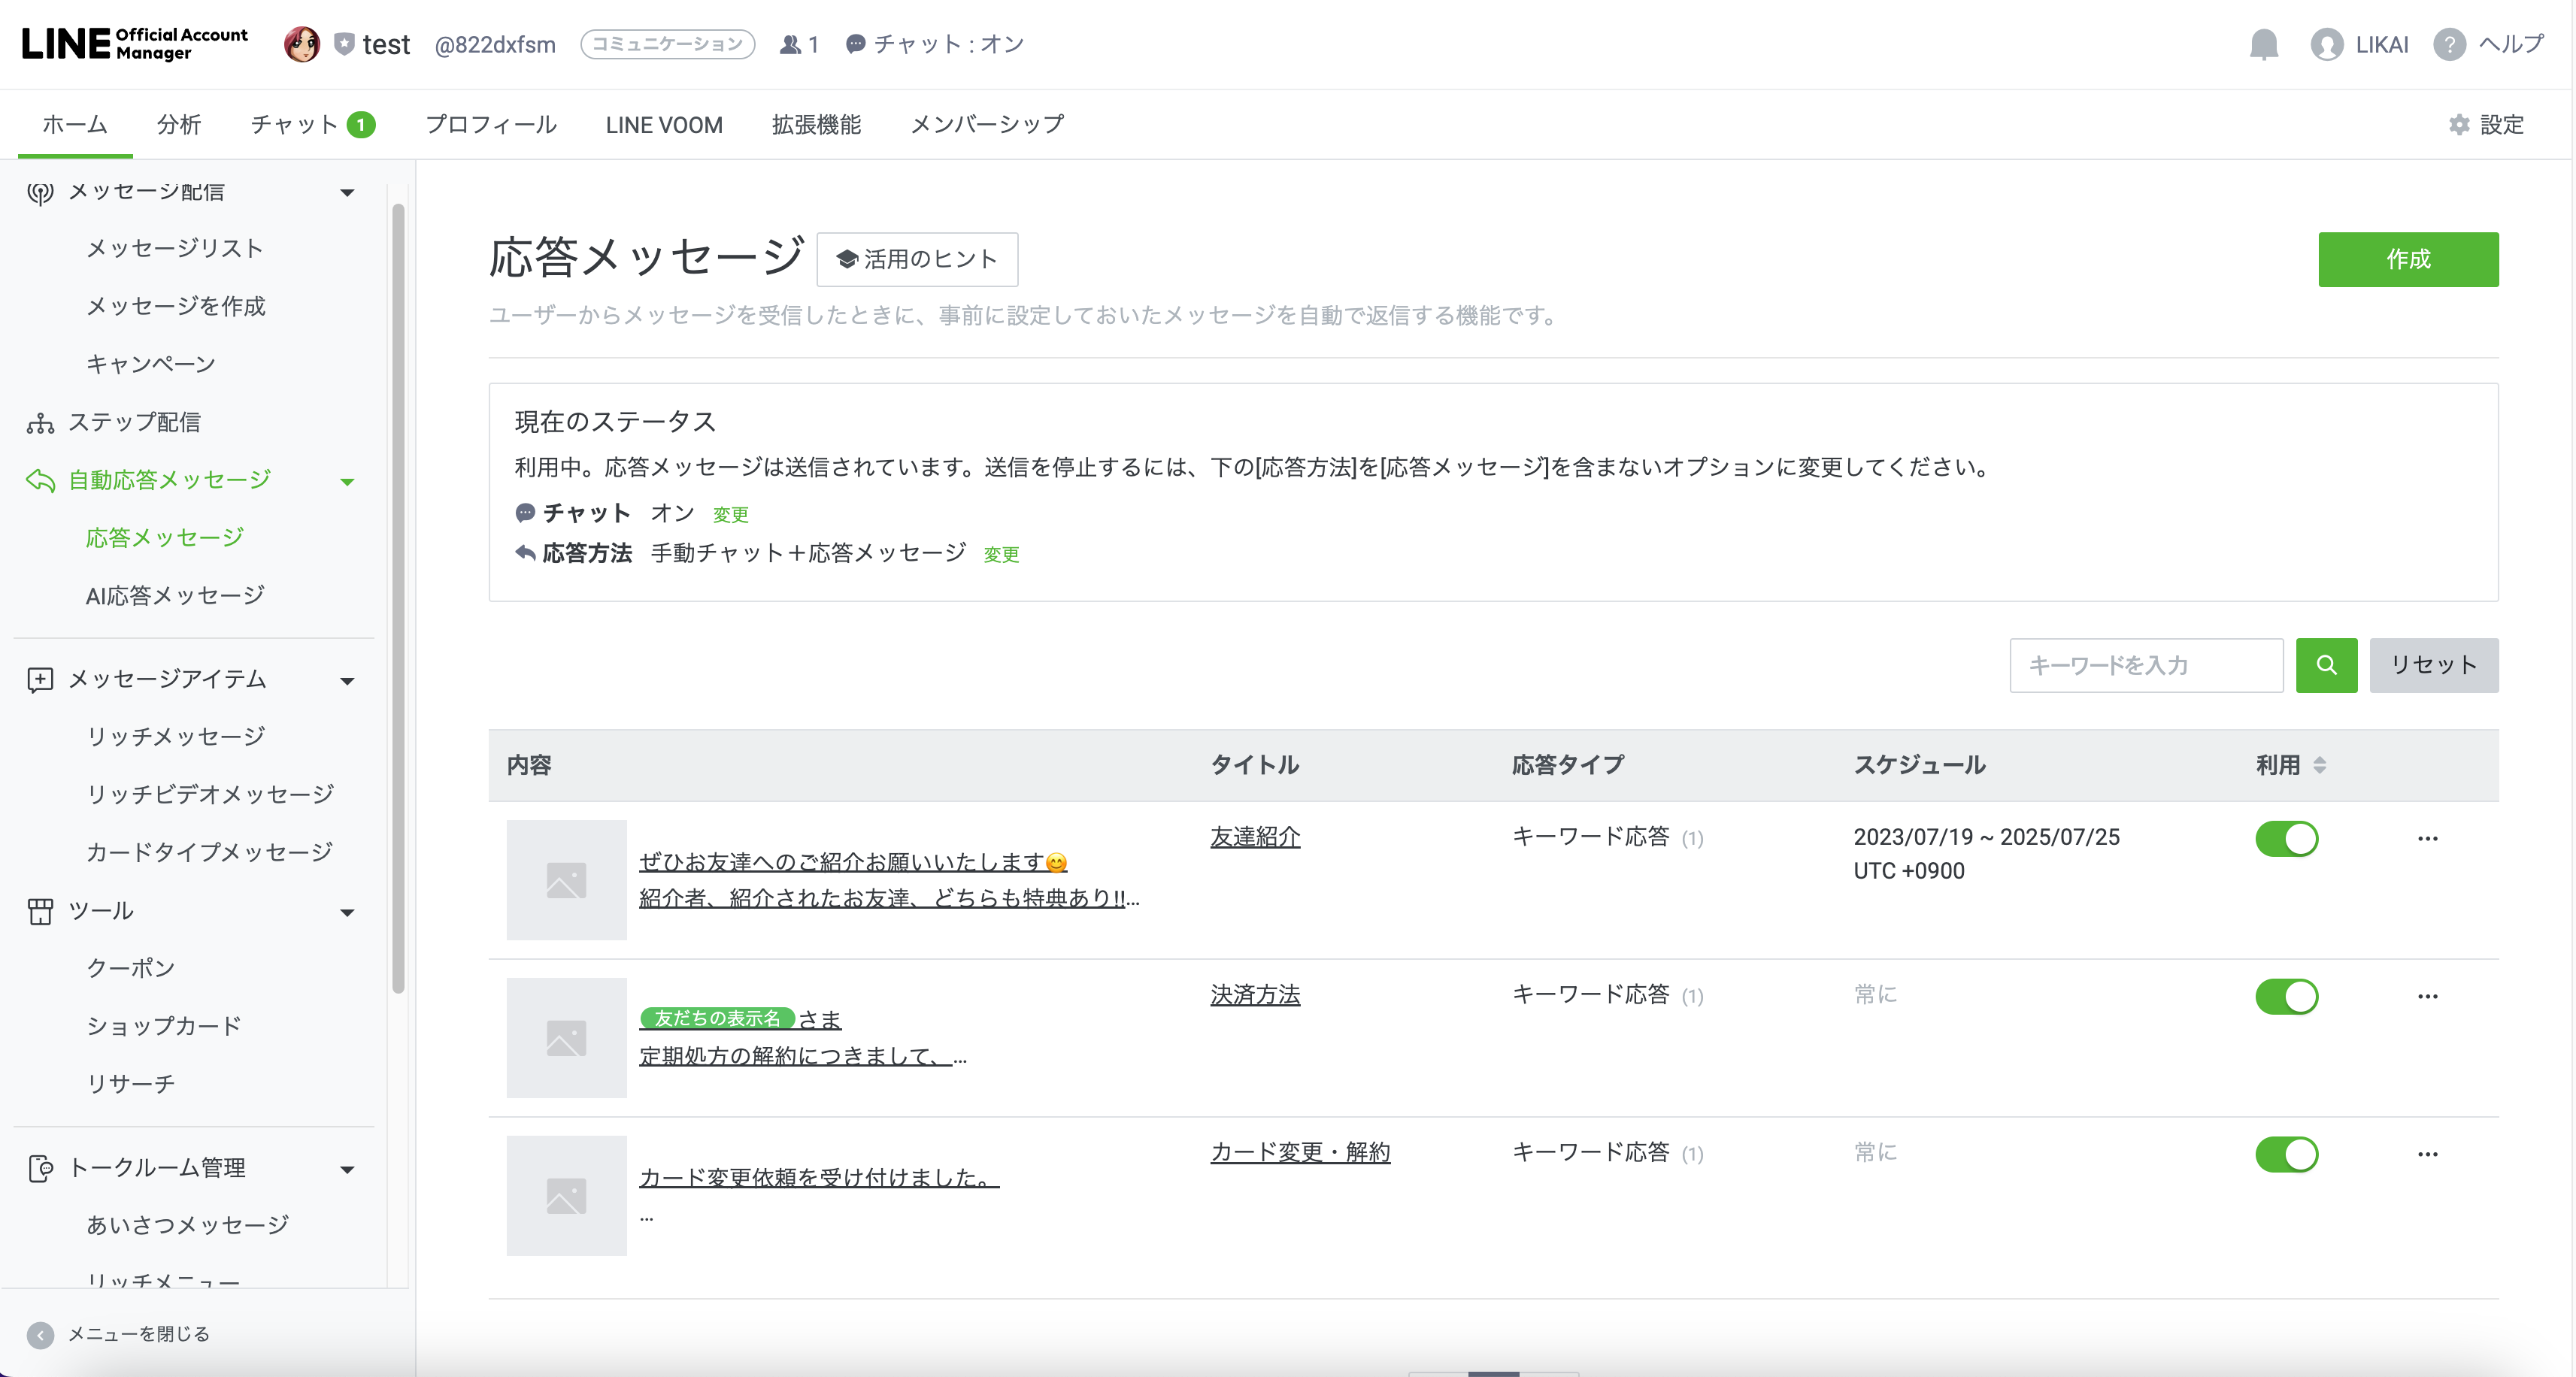 LINE Official Account Manager
test @822dxfsm コミュニケーション 1 チャット : オン
LIKAI ? ヘルプ
ホーム 分析 チャット 1 プロフィール LINE VOOM 拡張機能 メンバーシップ 設定
メッセージ配信
メッセージリスト
メッセージを作成
キャンペーン
ステップ配信
自動応答メッセージ
応答メッセージ
AI応答メッセージ
メッセージアイテム
リッチメッセージ
リッチビデオメッセージ
カードタイプメッセージ
ツール
クーポン
ショップカード
リサーチ
トークルーム管理
あいさつメッセージ
リッチメニュー
メニューを閉じる
応答メッセージ 活用のヒント 作成
ユーザーからメッセージを受信したときに、事前に設定しておいたメッセージを自動で返信する機能です。
現在のステータス
利用中。応答メッセージは送信されています。送信を停止するには、下の[応答方法]を[応答メッセージ]を含まないオプションに変更してください。
チャット オン 変更
応答方法 手動チャット＋応答メッセージ 変更
キーワードを入力 リセット
内容 タイトル 応答タイプ スケジュール 利用
ぜひお友達へのご紹介お願いいたします😊
紹介者、紹介されたお友達、どちらも特典あり‼...
友達紹介 キーワード応答 (1) 2023/07/19 ~ 2025/07/25
UTC +0900
友だちの表示名 さま
定期処方の解約につきまして、...
決済方法 キーワード応答 (1) 常に
カード変更依頼を受け付けました。
...
カード変更・解約 キーワード応答 (1) 常に